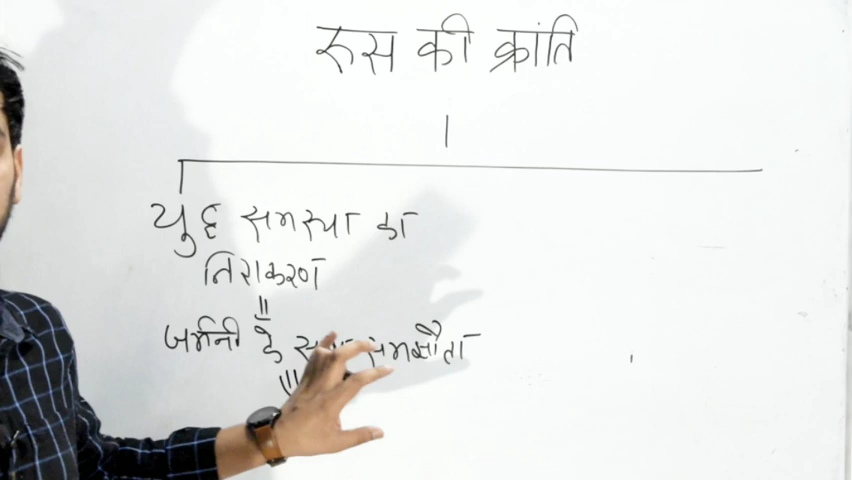 रूस की क्रांति
युद्ध समस्या का
निराकरण
जर्मनी के समझौता